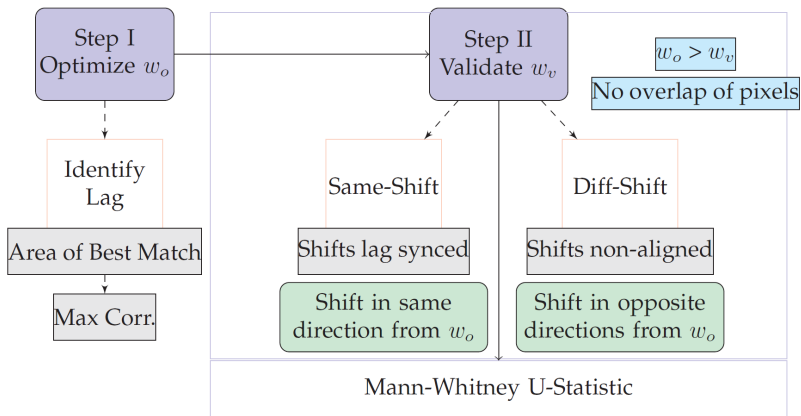 Step I
Optimize w_o
Step II
Validate w_v
w_o > w_v
No overlap of pixels
Identify
Lag
Same-Shift
Diff-Shift
Area of Best Match
Shifts lag synced
Shifts non-aligned
Max Corr.
Shift in same
direction from w_o
Shift in opposite
directions from w_o
Mann-Whitney U-Statistic